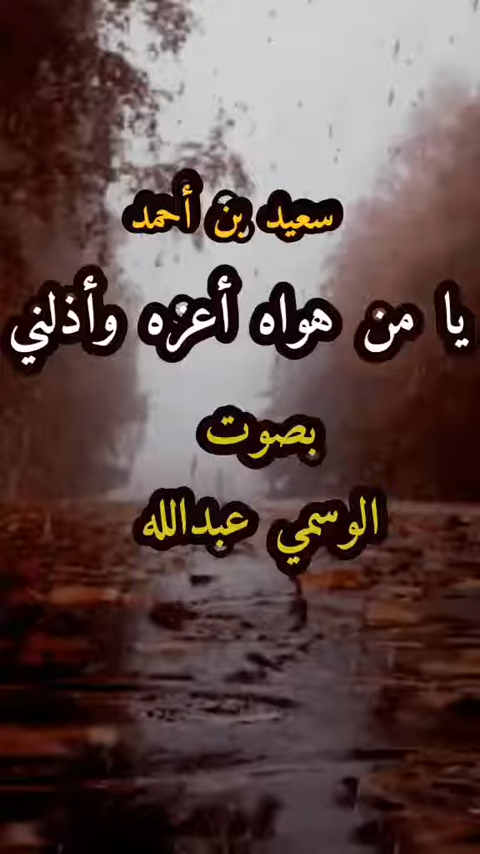 سعيد بن أحمد
يا من هواه أعزه وأذلني
بصوت
الوسمي عبدالله